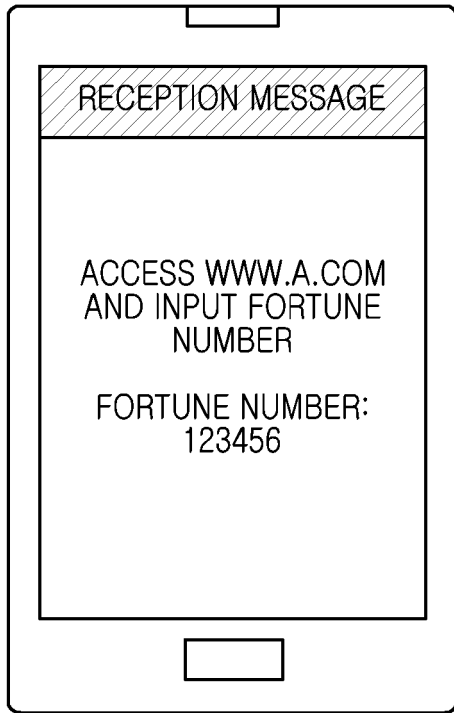 RECEPTION MESSAGE
ACCESS WWW.A.COM
AND INPUT FORTUNE
NUMBER
FORTUNE NUMBER:
123456